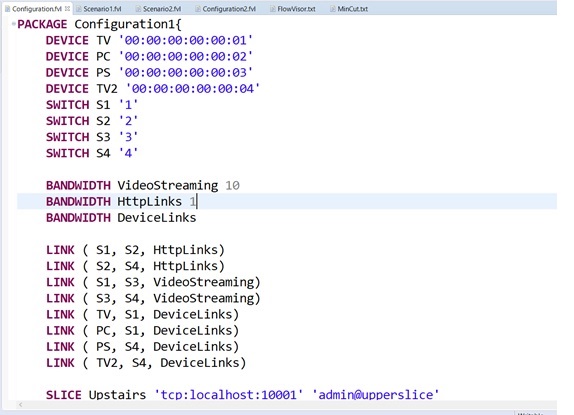 Configuration.fvl Scenario1.fvl Scenario2.fvl Configuration2.fvl FlowVisor.txt MinCut.txt
PACKAGE Configuration1{
DEVICE TV '00:00:00:00:00:01'
DEVICE PC '00:00:00:00:00:02'
DEVICE PS '00:00:00:00:00:03'
DEVICE TV2 '00:00:00:00:00:04'
SWITCH S1 '1'
SWITCH S2 '2'
SWITCH S3 '3'
SWITCH S4 '4'
BANDWIDTH VideoStreaming 10
BANDWIDTH HttpLinks 1
BANDWIDTH DeviceLinks
LINK ( S1, S2, HttpLinks)
LINK ( S2, S4, HttpLinks)
LINK ( S1, S3, VideoStreaming)
LINK ( S3, S4, VideoStreaming)
LINK ( TV, S1, DeviceLinks)
LINK ( PC, S1, DeviceLinks)
LINK ( PS, S4, DeviceLinks)
LINK ( TV2, S4, DeviceLinks)
SLICE Upstairs 'tcp:localhost:10001' 'admin@upperslice'